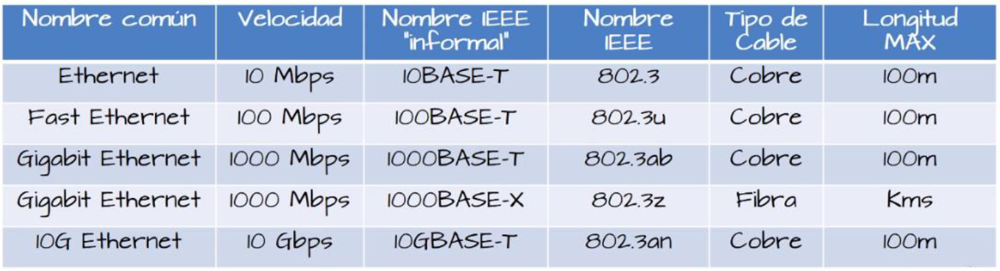 Nombre común Velocidad Nombre IEEE "informal" Nombre IEEE Tipo de Cable Longitud MÁX
Ethernet 10 Mbps 10BASE-T 802.3 Cobre 100m
Fast Ethernet 100 Mbps 100BASE-T 802.3u Cobre 100m
Gigabit Ethernet 1000 Mbps 1000BASE-T 802.3ab Cobre 100m
Gigabit Ethernet 1000 Mbps 1000BASE-X 802.3z Fibra Kms
10G Ethernet 10 Gbps 10GBASE-T 802.3an Cobre 100m